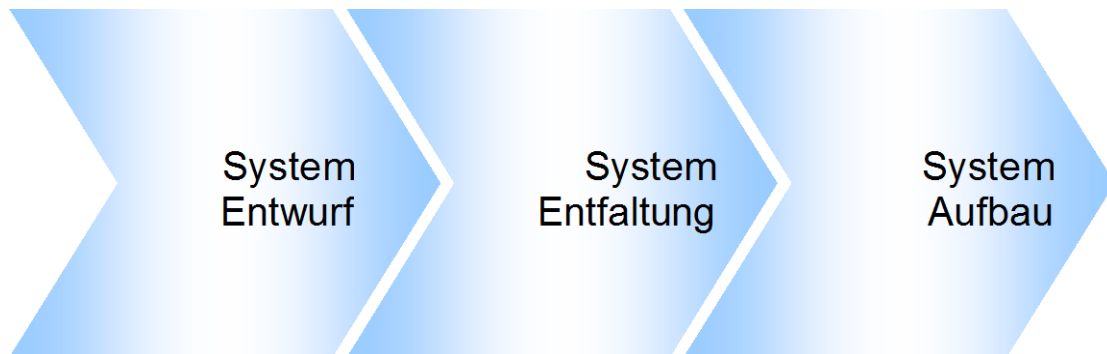 System
Entwurf
System
Entfaltung
System
Aufbau